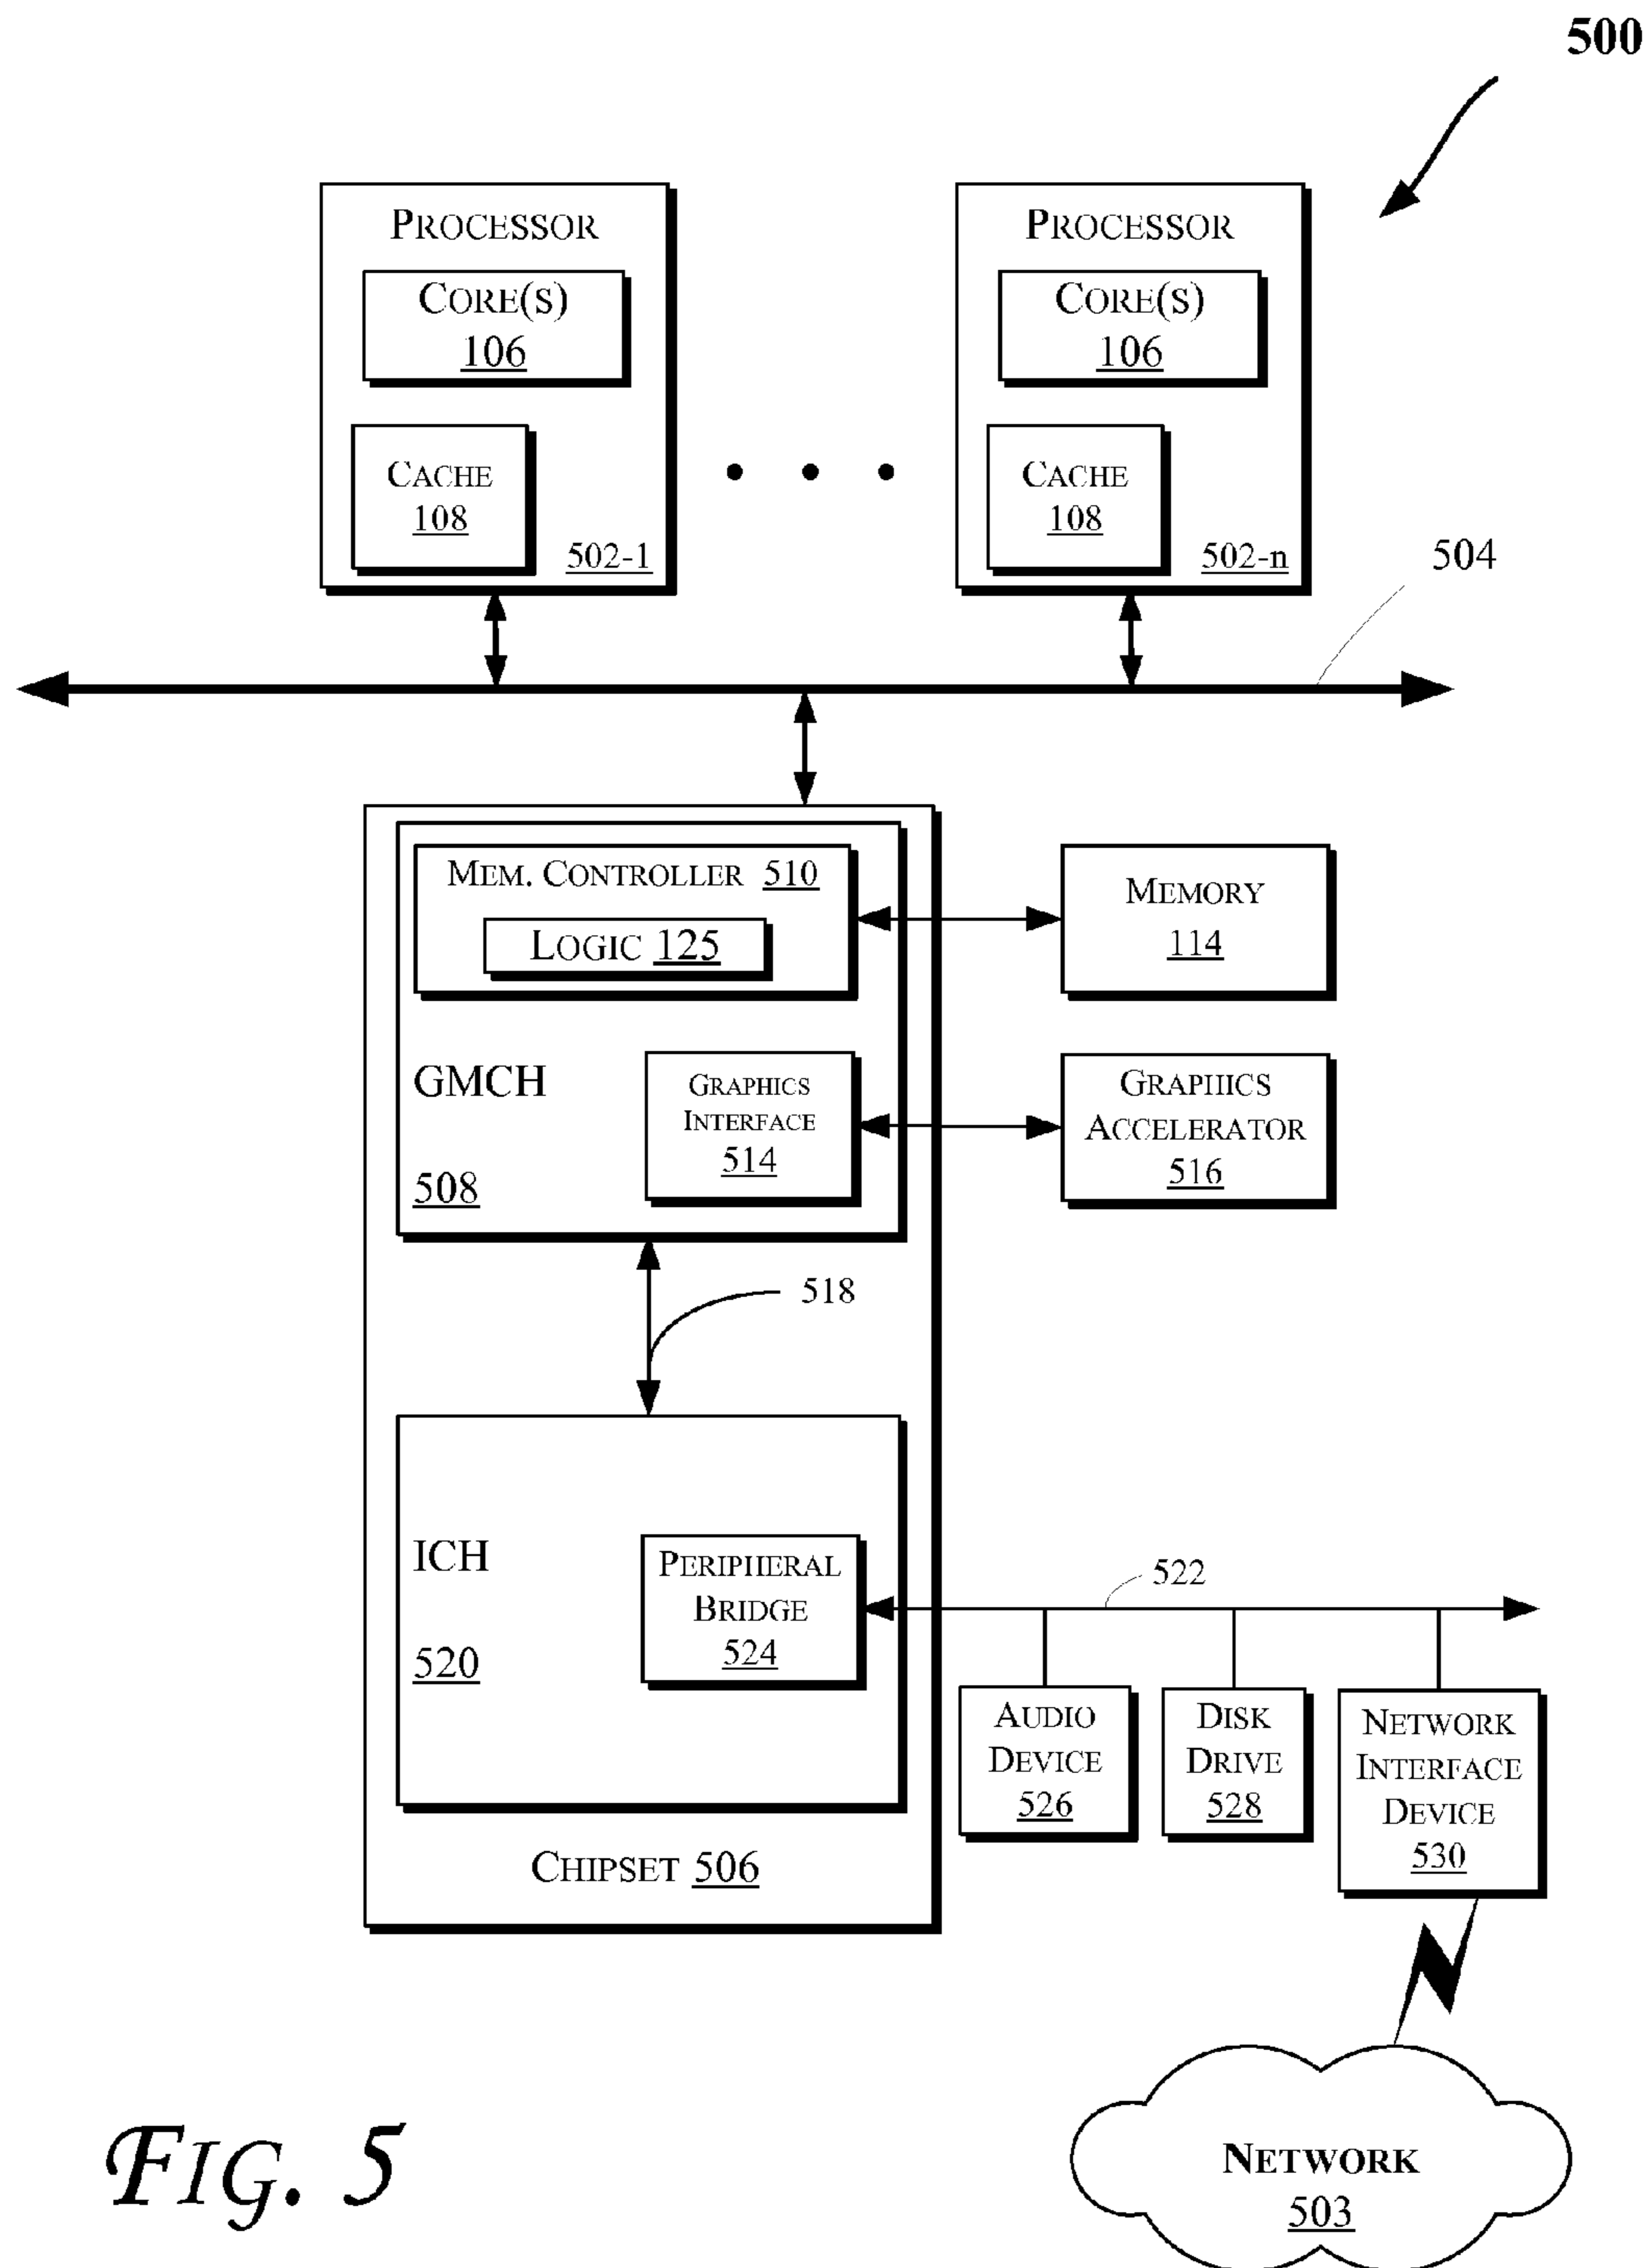 500
PROCESSOR
CORE(S)
106
CACHE
108
502-1
PROCESSOR
CORE(S)
106
CACHE
108
502-n
504
MEM. CONTROLLER 510
LOGIC 125
MEMORY
114
GMCH
508
GRAPHICS
INTERFACE
514
GRAPHICS
ACCELERATOR
516
518
ICH
520
PERIPHERAL
BRIDGE
524
522
AUDIO
DEVICE
526
DISK
DRIVE
528
NETWORK
INTERFACE
DEVICE
530
CHIPSET 506
NETWORK
503
FIG. 5